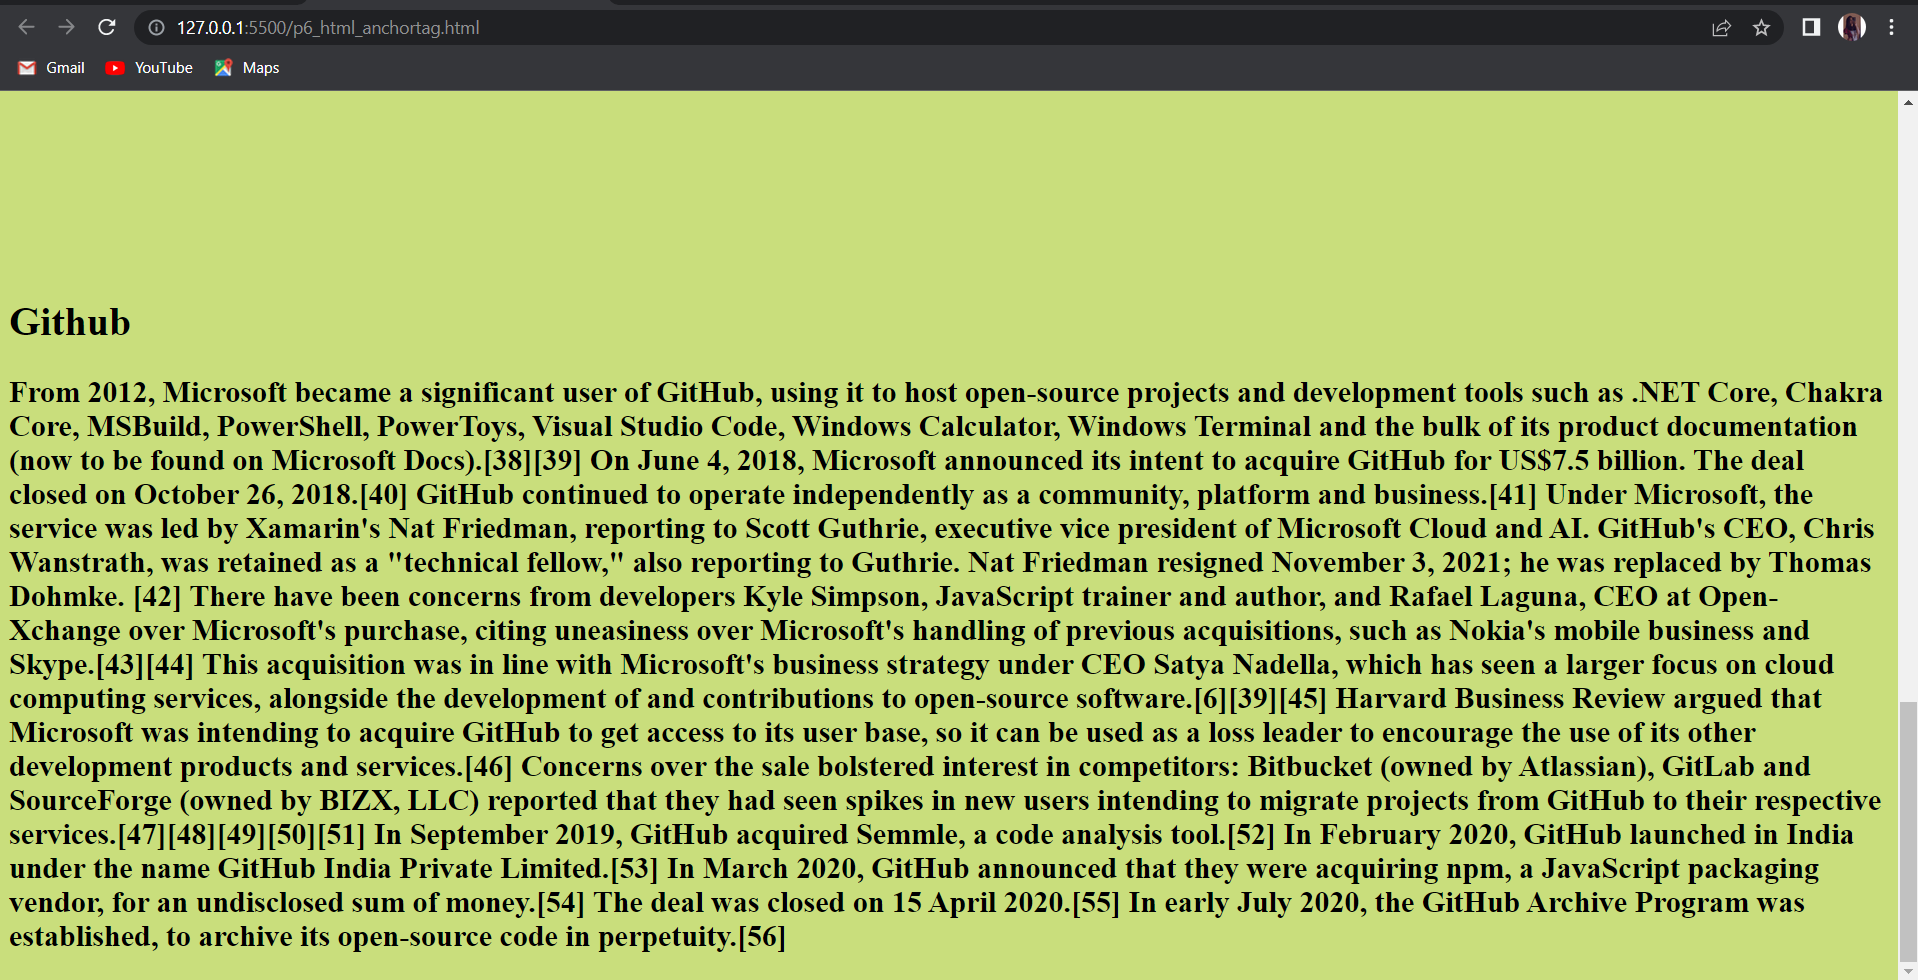 127.0.0.1:5500/p6_html_anchortag.html
Gmail YouTube Maps
Github
From 2012, Microsoft became a significant user of GitHub, using it to host open-source projects and development tools such as .NET Core, Chakra
Core, MSBuild, PowerShell, PowerToys, Visual Studio Code, Windows Calculator, Windows Terminal and the bulk of its product documentation
(now to be found on Microsoft Docs).[38][39] On June 4, 2018, Microsoft announced its intent to acquire GitHub for US$7.5 billion. The deal
closed on October 26, 2018.[40] GitHub continued to operate independently as a community, platform and business.[41] Under Microsoft, the
service was led by Xamarin's Nat Friedman, reporting to Scott Guthrie, executive vice president of Microsoft Cloud and AI. GitHub's CEO, Chris
Wanstrath, was retained as a "technical fellow," also reporting to Guthrie. Nat Friedman resigned November 3, 2021; he was replaced by Thomas
Dohmke. [42] There have been concerns from developers Kyle Simpson, JavaScript trainer and author, and Rafael Laguna, CEO at Open-
Xchange over Microsoft's purchase, citing uneasiness over Microsoft's handling of previous acquisitions, such as Nokia's mobile business and
Skype.[43][44] This acquisition was in line with Microsoft's business strategy under CEO Satya Nadella, which has seen a larger focus on cloud
computing services, alongside the development of and contributions to open-source software.[6][39][45] Harvard Business Review argued that
Microsoft was intending to acquire GitHub to get access to its user base, so it can be used as a loss leader to encourage the use of its other
development products and services.[46] Concerns over the sale bolstered interest in competitors: Bitbucket (owned by Atlassian), GitLab and
SourceForge (owned by BIZX, LLC) reported that they had seen spikes in new users intending to migrate projects from GitHub to their respective
services.[47][48][49][50][51] In September 2019, GitHub acquired Semmle, a code analysis tool.[52] In February 2020, GitHub launched in India
under the name GitHub India Private Limited.[53] In March 2020, GitHub announced that they were acquiring npm, a JavaScript packaging
vendor, for an undisclosed sum of money.[54] The deal was closed on 15 April 2020.[55] In early July 2020, the GitHub Archive Program was
established, to archive its open-source code in perpetuity.[56]